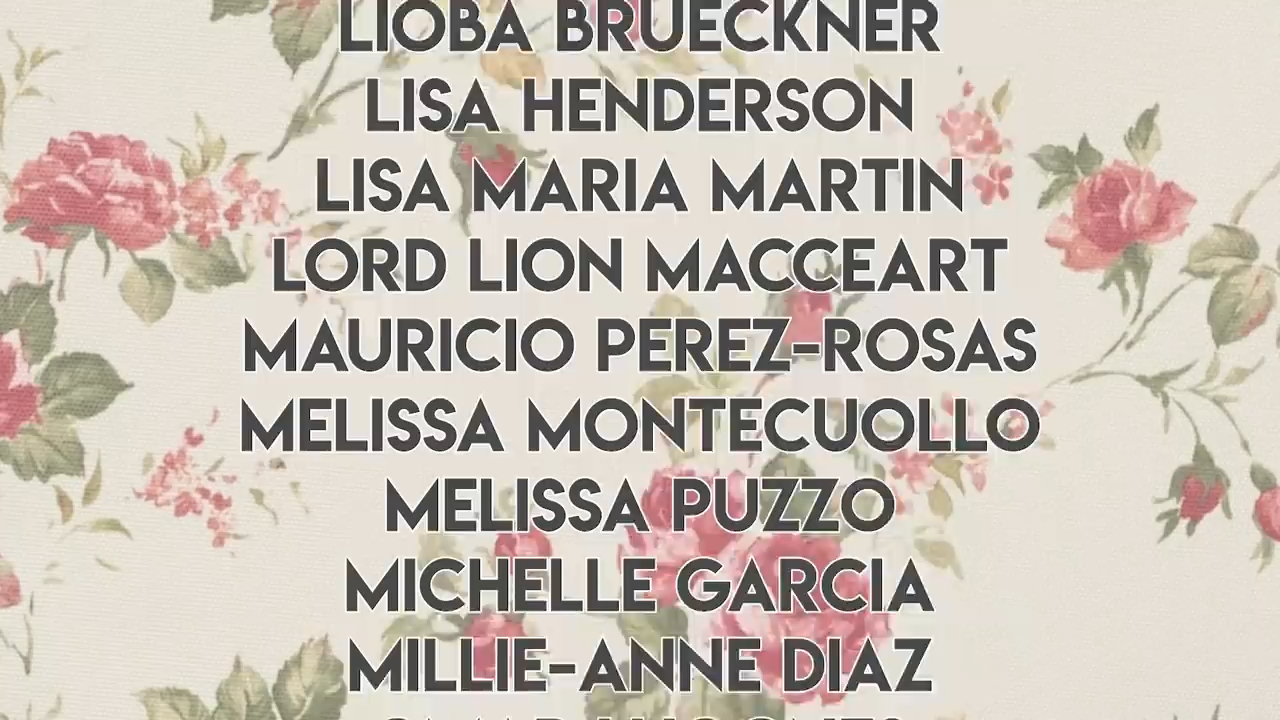 LIOBA BRUECKNER
LISA HENDERSON
LISA MARIA MARTIN
LORD LION MACCEART
MAURICIO PEREZ-ROSAS
MELISSA MONTECUOLLO
MELISSA PUZZO
MICHELLE GARCIA
MILLIE-ANNE DIAZ